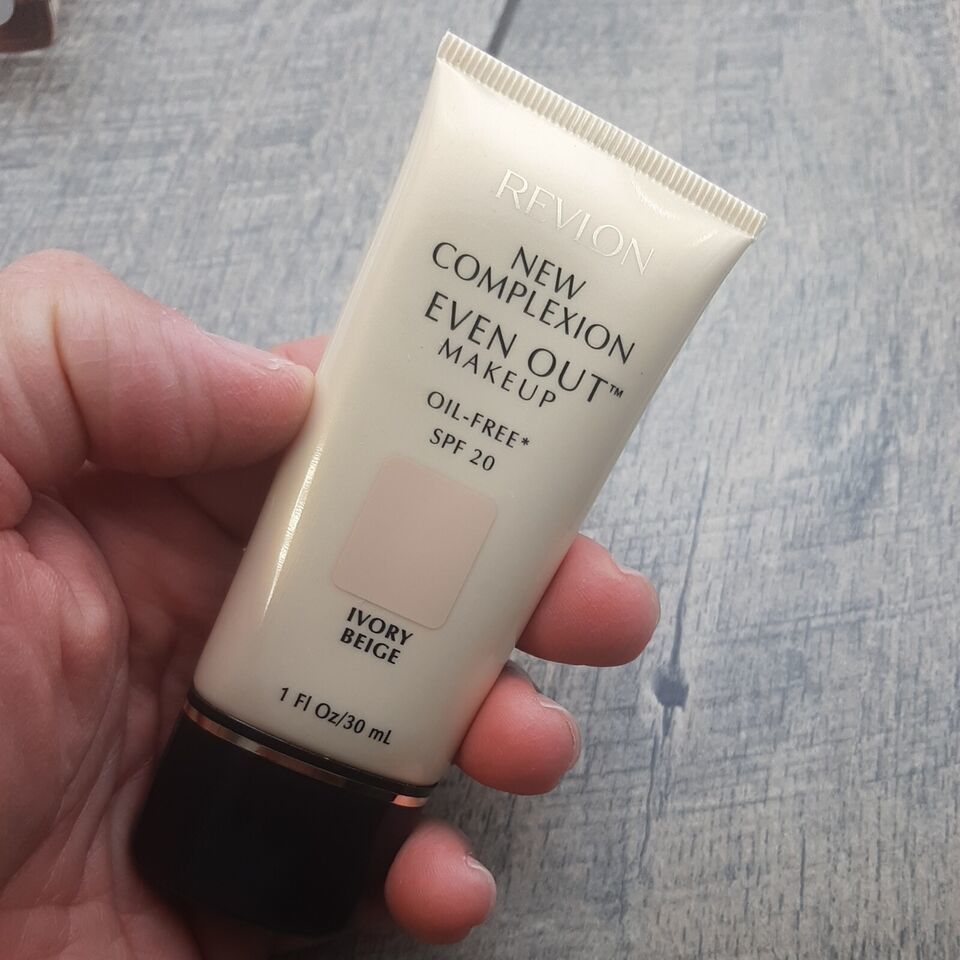 REVLON
NEW
COMPLEXION
EVEN OUT™
MAKEUP
OIL-FREE*
SPF 20
IVORY
BEIGE
1 Fl Oz/30 mL